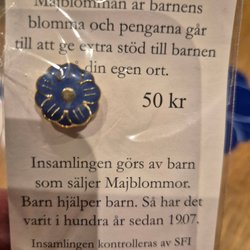 Majblomman är barnens
blomma och pengarna går
till att ge extra stöd till barnen
på din egen ort.
50 kr
Insamlingen görs av barn
som säljer Majblommor.
Barn hjälper barn. Så har det
varit i hundra år sedan 1907.
Insamlingen kontrolleras av SFI